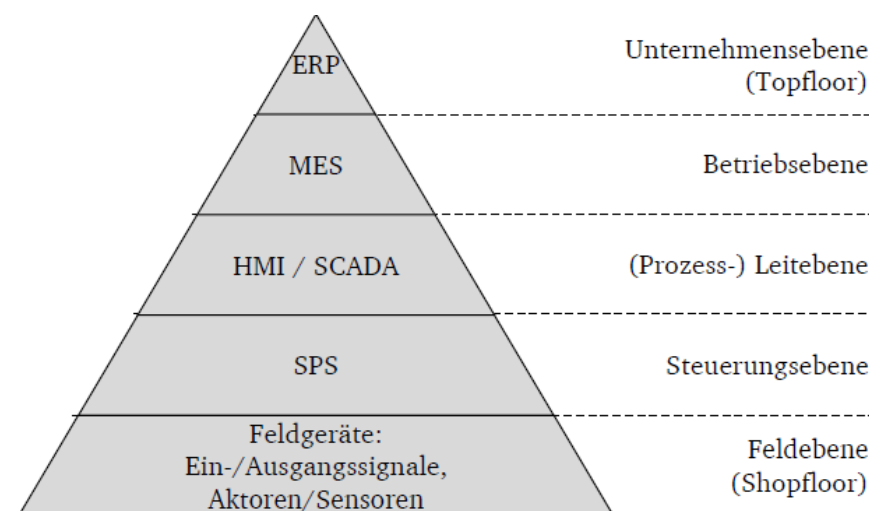 ERP
Unternehmensebene
(Topfloor)
MES
Betriebsebene
HMI / SCADA
(Prozess-) Leitebene
SPS
Steuerungsebene
Feldgeräte:
Ein-/Ausgangssignale,
Aktoren/Sensoren
Feldebene
(Shopfloor)